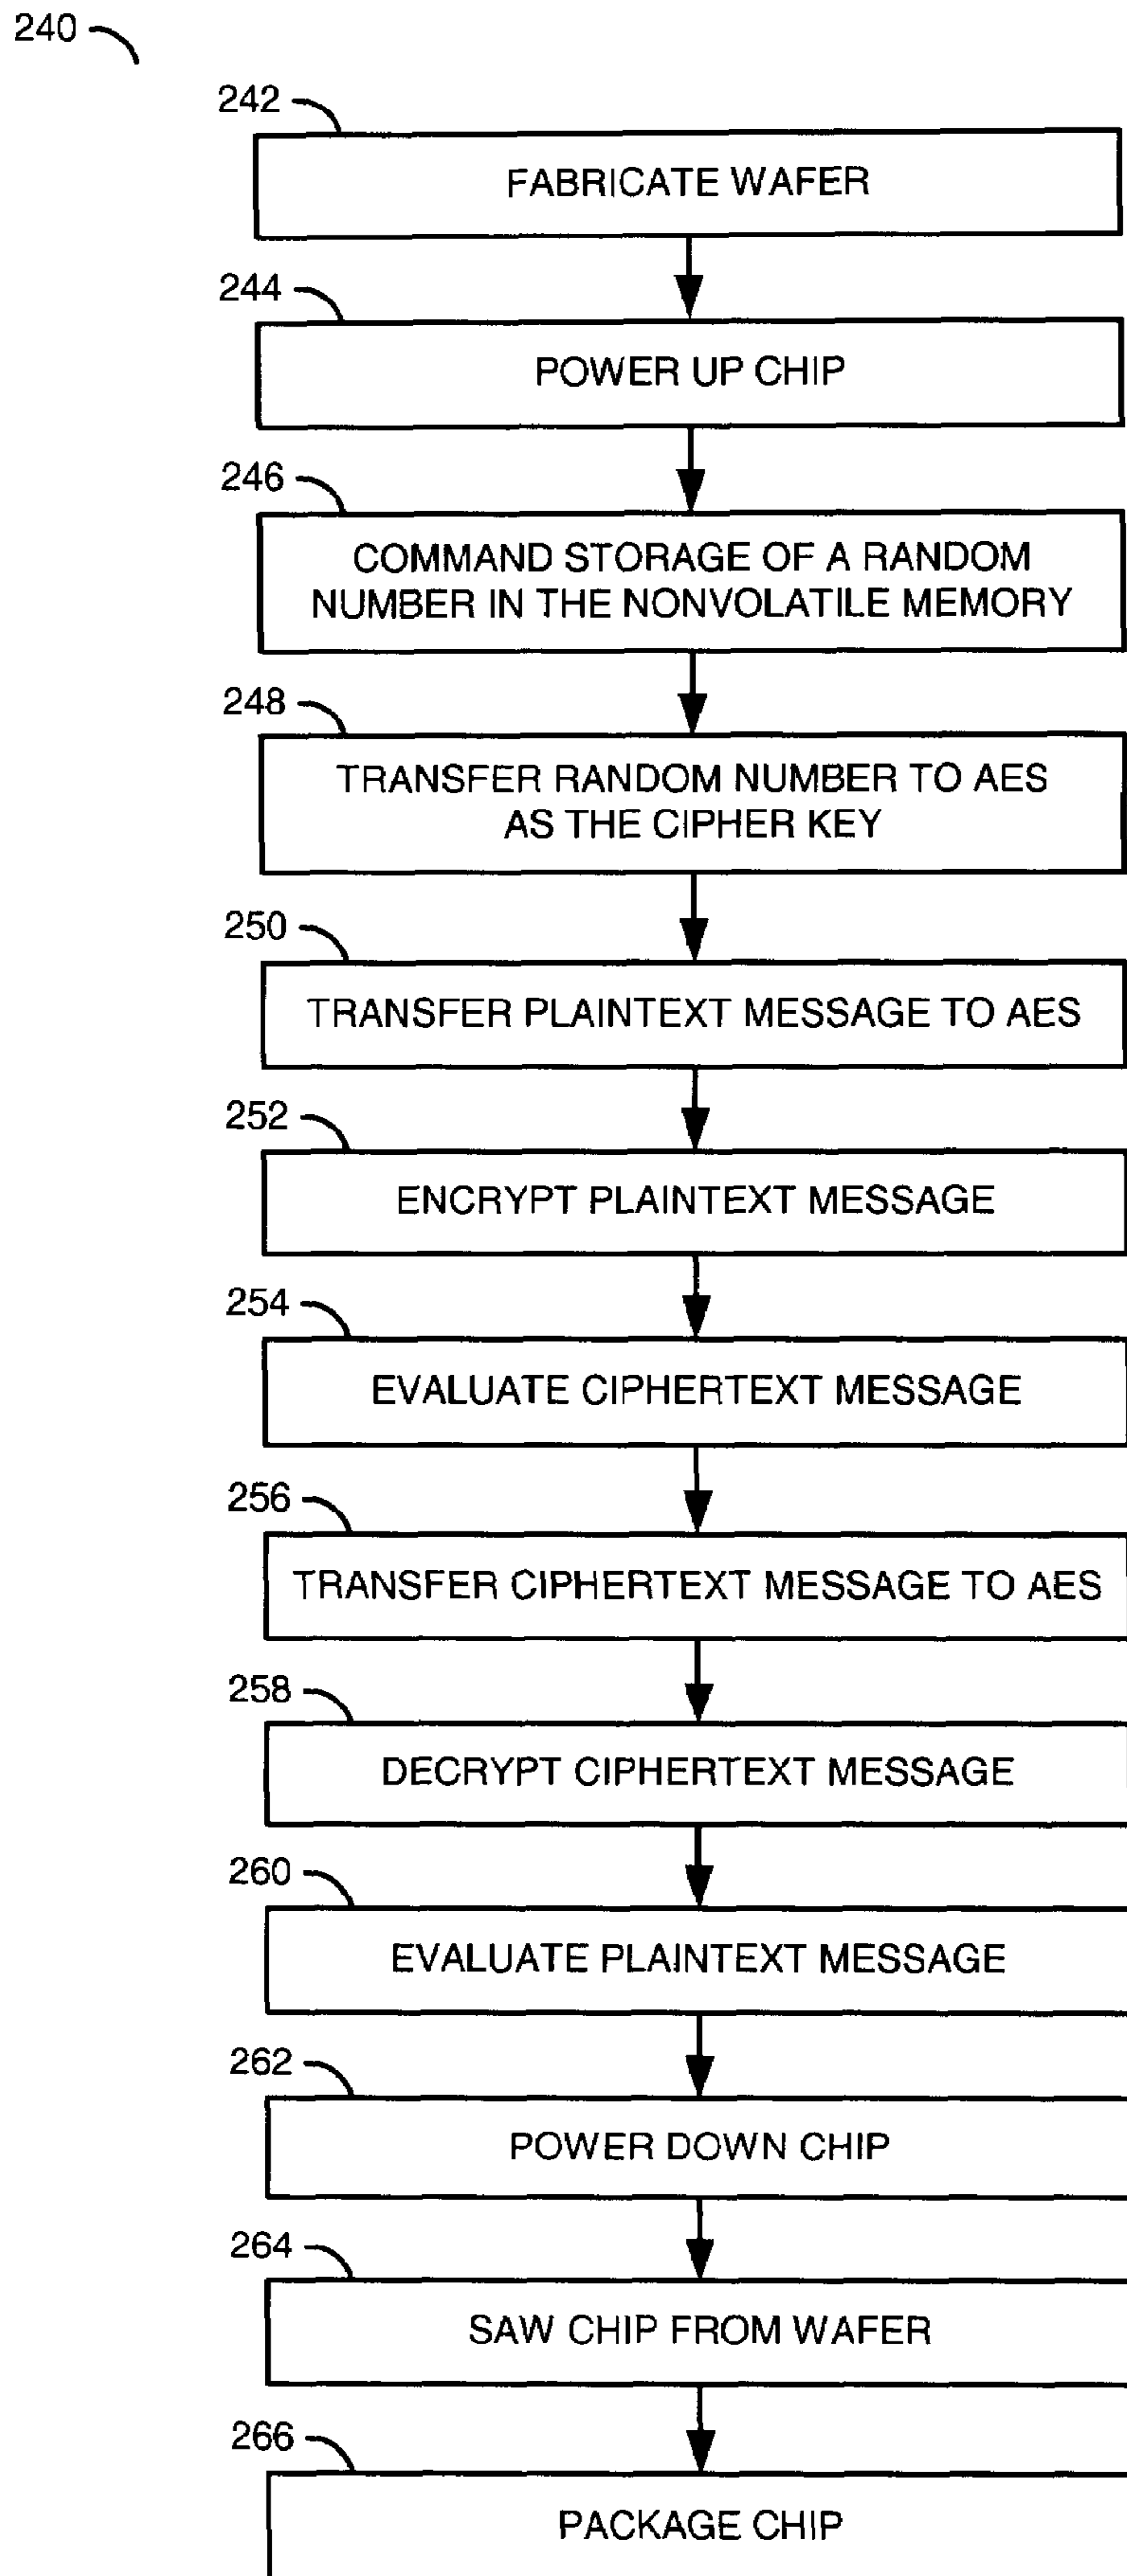 240
242
FABRICATE WAFER
244
POWER UP CHIP
246
COMMAND STORAGE OF A RANDOM
NUMBER IN THE NONVOLATILE MEMORY
248
TRANSFER RANDOM NUMBER TO AES
AS THE CIPHER KEY
250
TRANSFER PLAINTEXT MESSAGE TO AES
252
ENCRYPT PLAINTEXT MESSAGE
254
EVALUATE CIPHERTEXT MESSAGE
256
TRANSFER CIPHERTEXT MESSAGE TO AES
258
DECRYPT CIPHERTEXT MESSAGE
260
EVALUATE PLAINTEXT MESSAGE
262
POWER DOWN CHIP
264
SAW CHIP FROM WAFER
266
PACKAGE CHIP